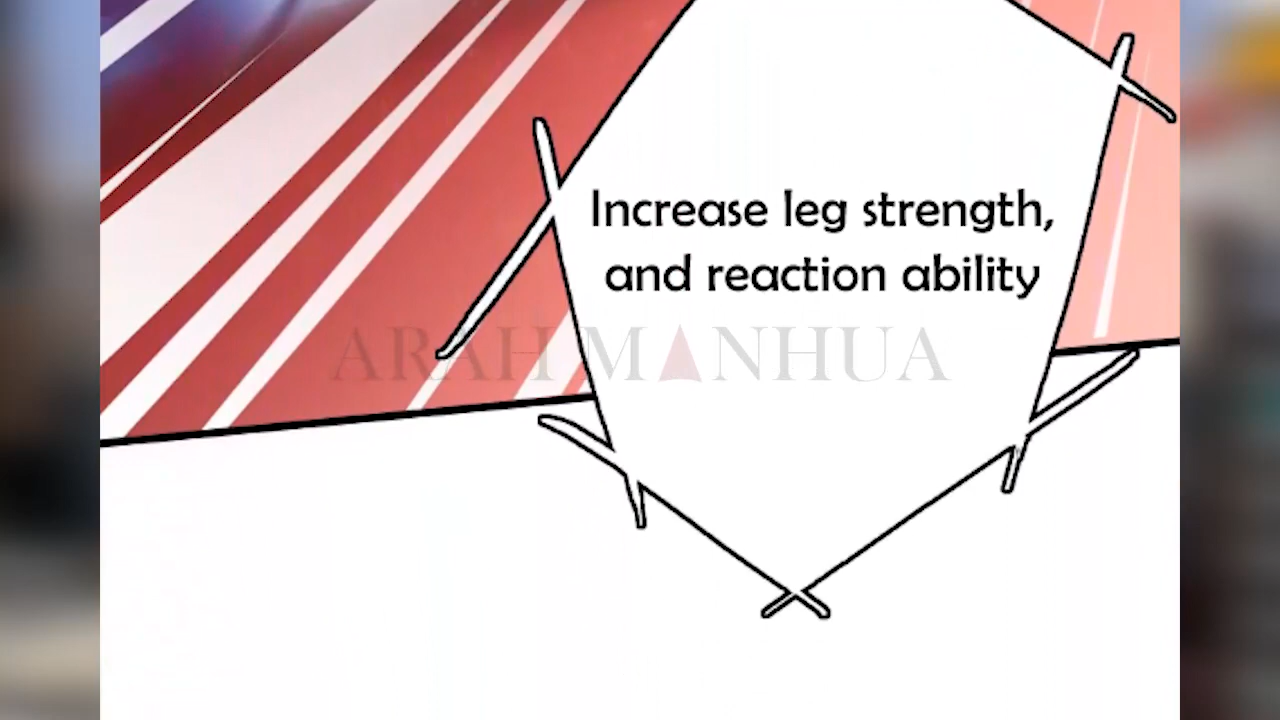 Increase leg strength,
and reaction ability
ARAH MANHUA